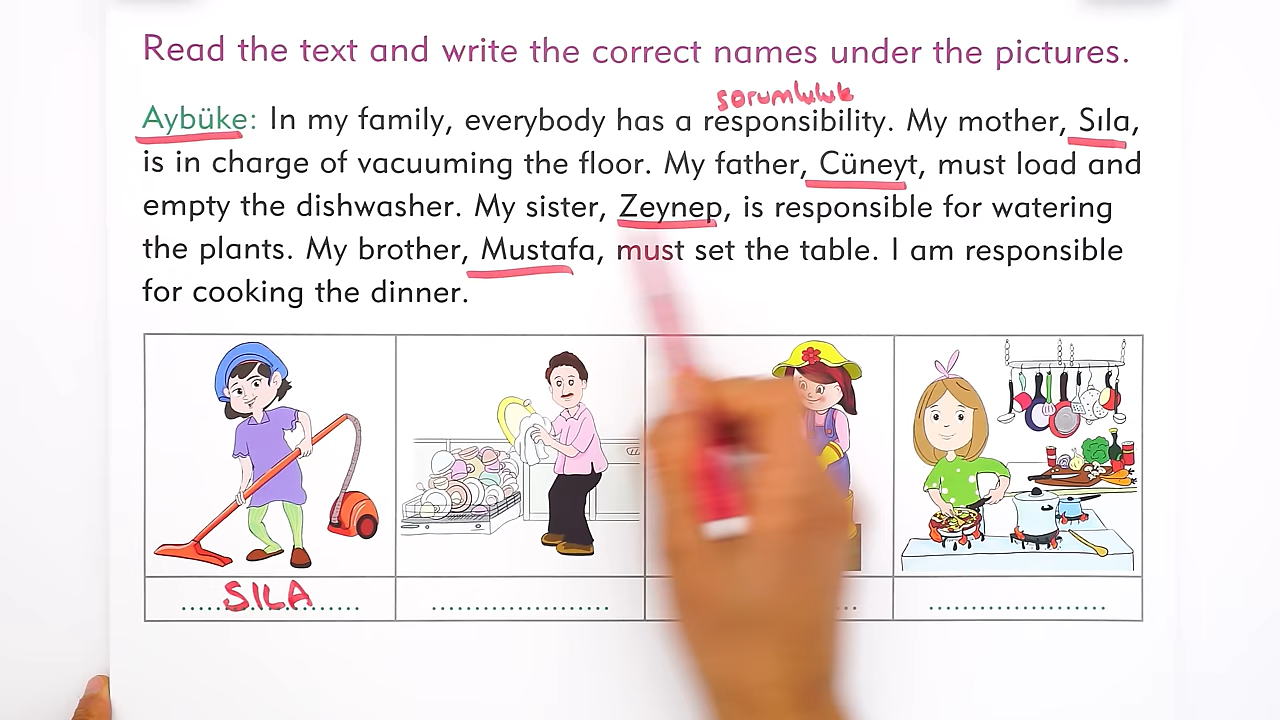 Read the text and write the correct names under the pictures.
sorumluluk
Aybüke: In my family, everybody has a responsibility. My mother, Sıla,
is in charge of vacuuming the floor. My father, Cüneyt, must load and
empty the dishwasher. My sister, Zeynep, is responsible for watering
the plants. My brother, Mustafa, must set the table. I am responsible
for cooking the dinner.
SILA